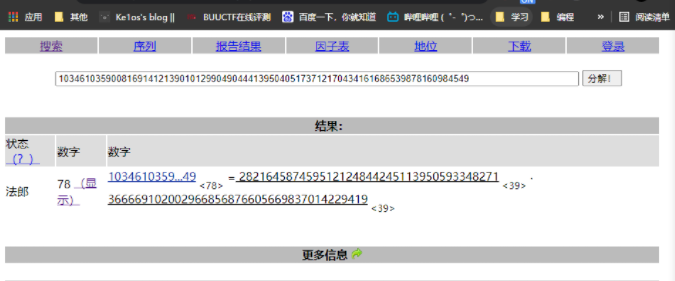 应用 其他 Ke1os's blog || BUUCTF在线评测 百度一下，你就知道 哔哩哔哩 (゜-゜)つ... 学习 编程 » 阅读清单
搜索 序列 报告结果 因子表 地位 下载 登录
103461035900816914121390101299049044413950405173712170434161686539878160984549 分解！
结果：
状态（？） 数字 数字
法郎 78（显示） 1034610359...49 <78> = 282164587459512124844245113950593348271 <39> ·
366669102002966856876605669837014229419 <39>
更多信息